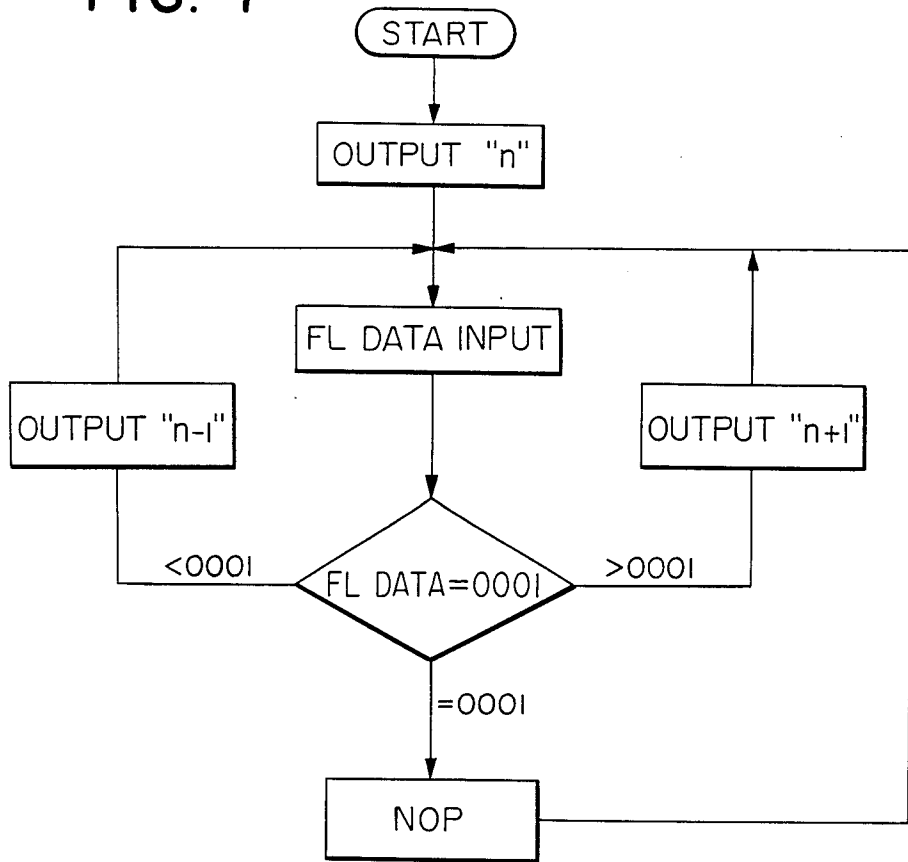 START
OUTPUT "n"
FL DATA INPUT
OUTPUT "n-1"
OUTPUT "n+1"
<0001
FL DATA=0001
>0001
=0001
NOP